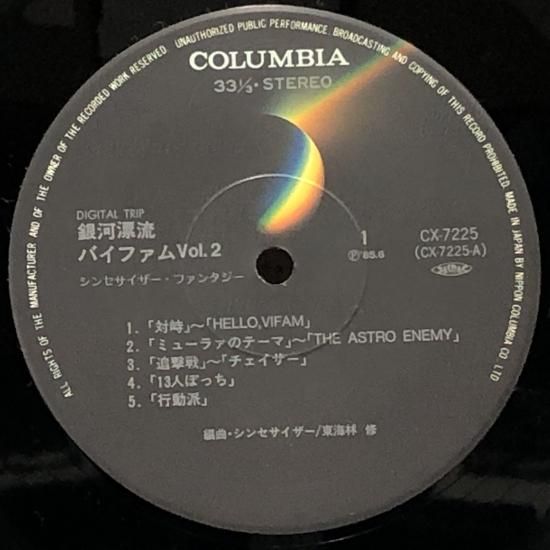 ALL RIGHTS OF THE MANUFACTURER AND OF THE OWNER OF THE RECORDED WORK RESERVED. UNAUTHORIZED PUBLIC PERFORMANCE, BROADCASTING AND COPYING OF THIS RECORD PROHIBITED. MADE IN JAPAN BY NIPPON COLUMBIA CO. LTD
COLUMBIA
33⅓・STEREO
DIGITAL TRIP
銀河漂流
バイファムVol.2
シンセサイザー・ファンタジー
1
Ⓟ85.6
CX-7225
(CX-7225-A)
1. 「対峙」〜「HELLO,VIFAM」
2. 「ミューラァのテーマ」〜「THE ASTRO ENEMY」
3. 「追撃戦」〜「チェイサー」
4. 「13人ぼっち」
5. 「行動派」
編曲・シンセサイザー/東海林 修